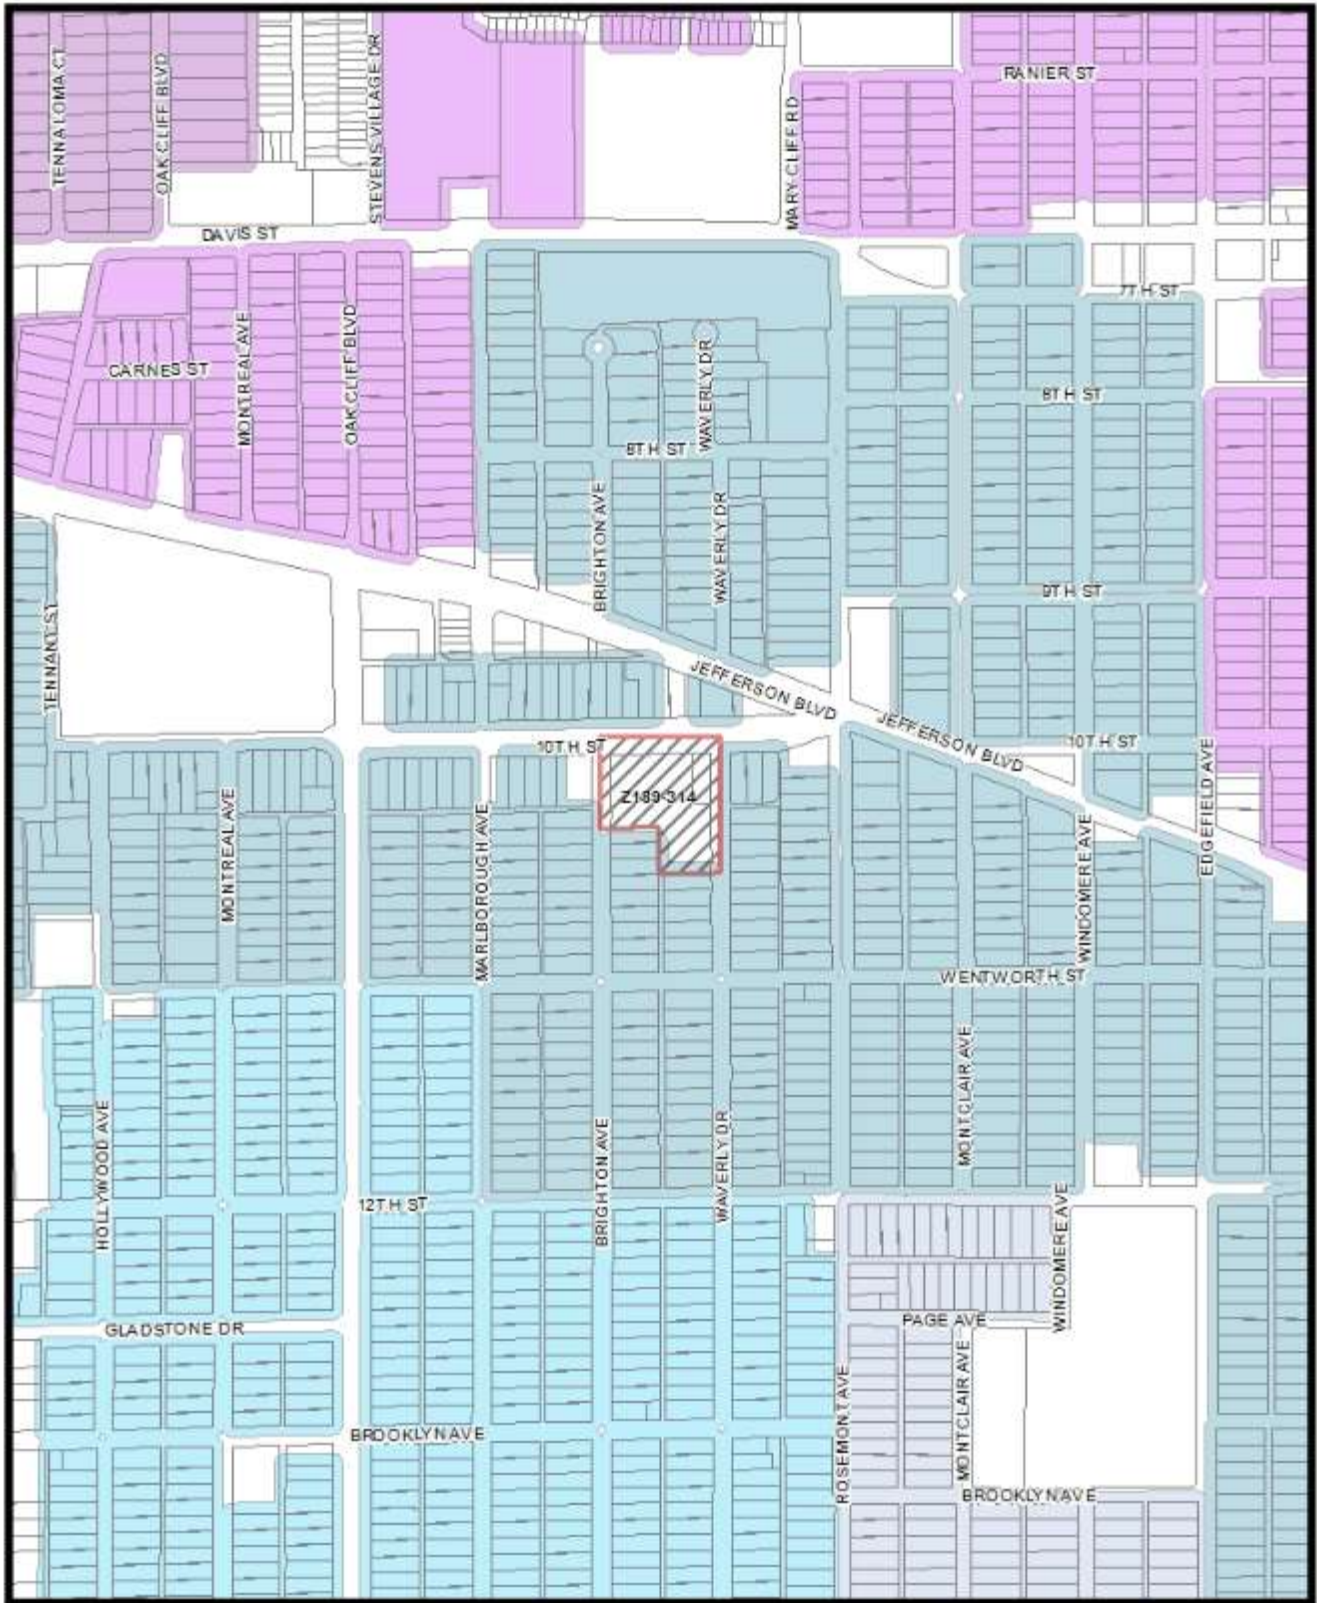 RANIER ST
TENNALOMA CT
OAK CLIFF BLVD
STEVENS VILLAGE DR
MARY CLIFF RD
DAVIS ST
7TH ST
CARNES ST
MONTREAL AVE
OAK CLIFF BLVD
WAVERLY DR
8TH ST
8TH ST
BRIGHTON AVE
WAVERLY DR
9TH ST
TENNANT ST
JEFFERSON BLVD
JEFFERSON BLVD
10TH ST
10TH ST
EDGEFIELD AVE
Z189-314
MONTREAL AVE
MARLBOROUGH AVE
WINDOMERE AVE
WENTWORTH ST
MONTCLAIR AVE
HOLLYWOOD AVE
BRIGHTON AVE
WAVERLY DR
12TH ST
WINDOMERE AVE
PAGE AVE
GLADSTONE DR
ROSEMONT AVE
MONTCLAIR AVE
BROOKLYN AVE
BROOKLYN AVE